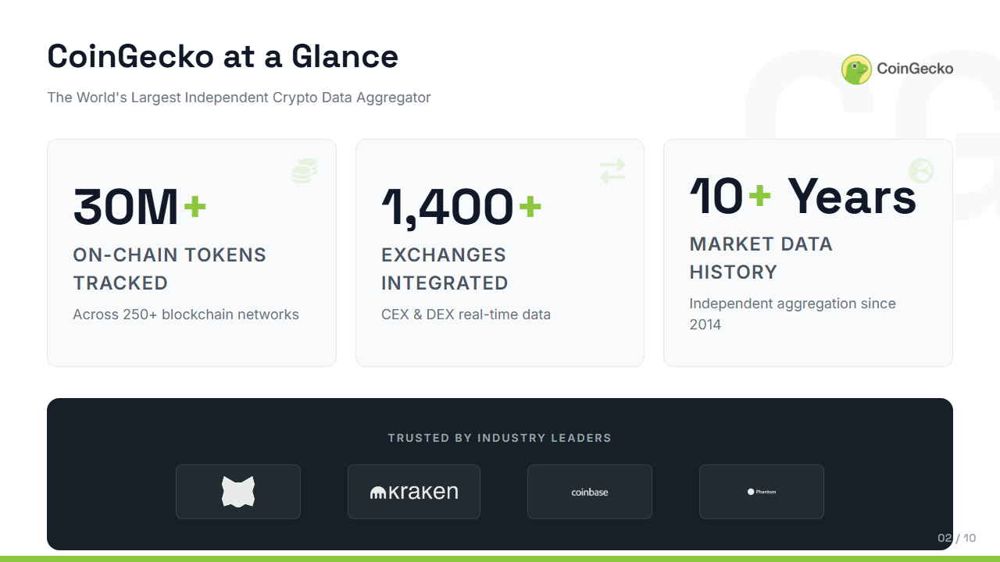 CoinGecko at a Glance
CoinGecko
The World's Largest Independent Crypto Data Aggregator
30M+
ON-CHAIN TOKENS
TRACKED
Across 250+ blockchain networks
1,400+
EXCHANGES
INTEGRATED
CEX & DEX real-time data
10+ Years
MARKET DATA
HISTORY
Independent aggregation since
2014
TRUSTED BY INDUSTRY LEADERS
kraken
coinbase
Phantom
02 / 10
CG